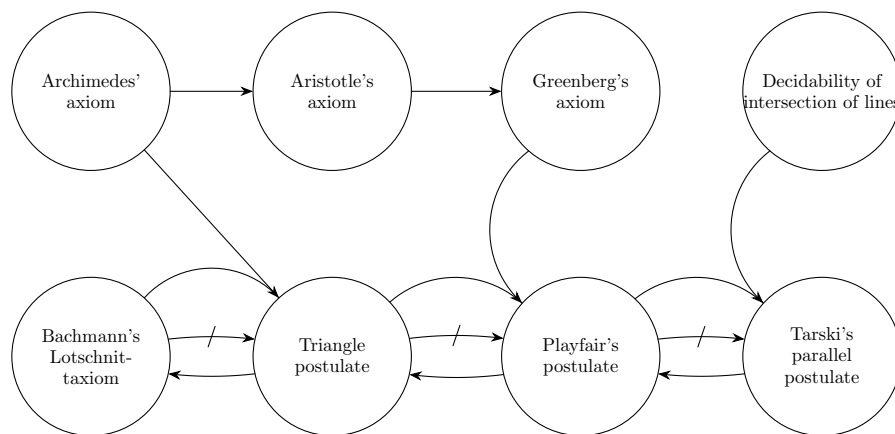 Archimedes'
axiom
Aristotle's
axiom
Greenberg's
axiom
Decidability of
intersection of lines
Bachmann's
Lotschnit-
taxiom
Triangle
postulate
Playfair's
postulate
Tarski's
parallel
postulate